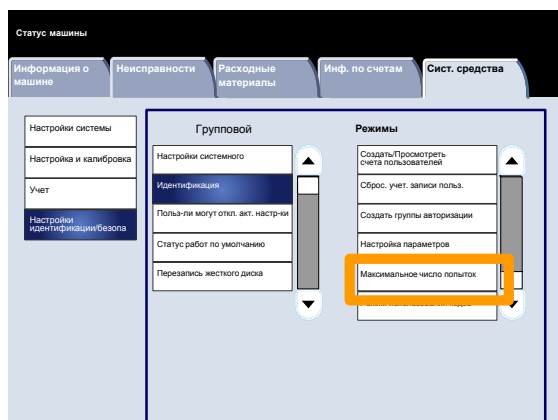 Статус машины
Информация о
машине
Неисправности
Расходные
материалы
Инф. по счетам
Сист. средства
Настройки системы
Настройка и калибровка
Учет
Настройки
идентификации/безопа
Групповой
Настройки системного
Идентификация
Польз-ли могут откл. акт. настр-ки
Статус работ по умолчанию
Перезапись жесткого диска
Режимы
Создать/Просмотреть
счета пользователей
Сброс. учет. записи польз.
Создать группы авторизации
Настройка параметров
Максимальное число попыток